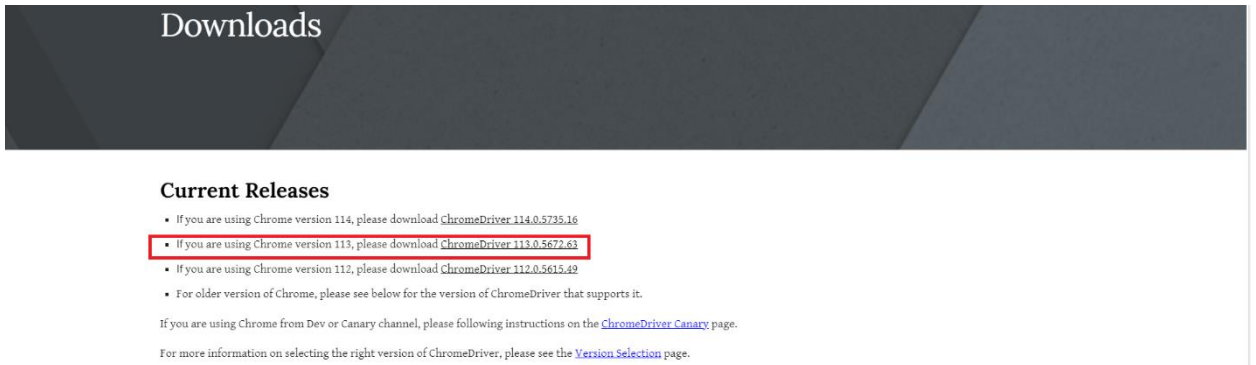 Downloads
Current Releases
▪ If you are using Chrome version 114, please download ChromeDriver 114.0.5735.16
▪ If you are using Chrome version 113, please download ChromeDriver 113.0.5672.63
▪ If you are using Chrome version 112, please download ChromeDriver 112.0.5615.49
▪ For older version of Chrome, please see below for the version of ChromeDriver that supports it.
If you are using Chrome from Dev or Canary channel, please following instructions on the ChromeDriver Canary page.
For more information on selecting the right version of ChromeDriver, please see the Version Selection page.